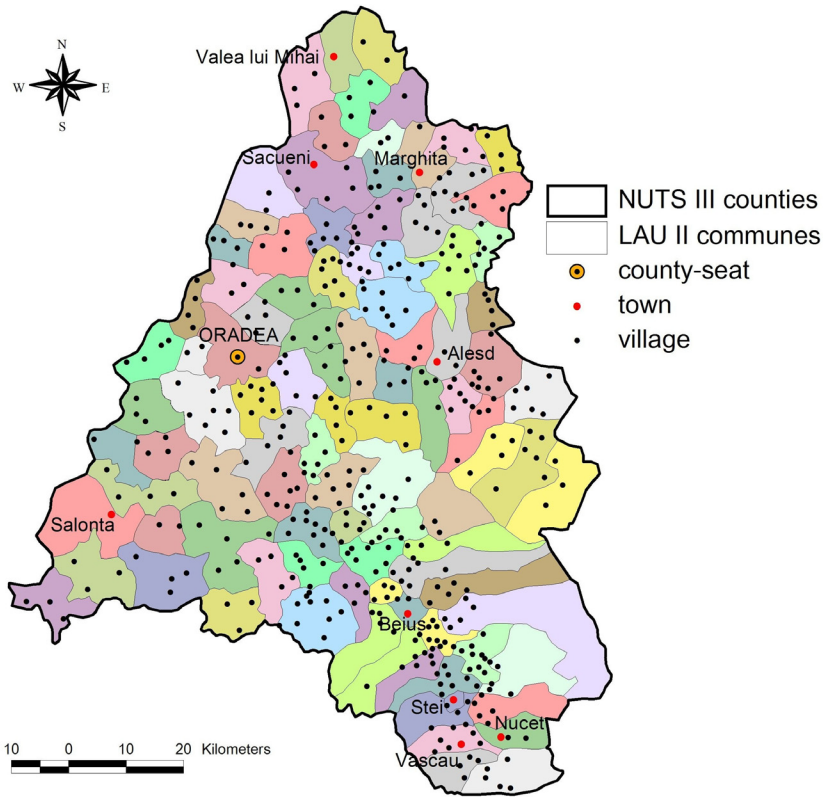 Valea lui Mihai
N
W
E
S
Sacueni
Marghita
NUTS III counties
LAU II communes
county-seat
town
village
ORADEA
Alesd
Salonta
Beius
Stei
Nucet
Vascau
10 0 10 20 Kilometers